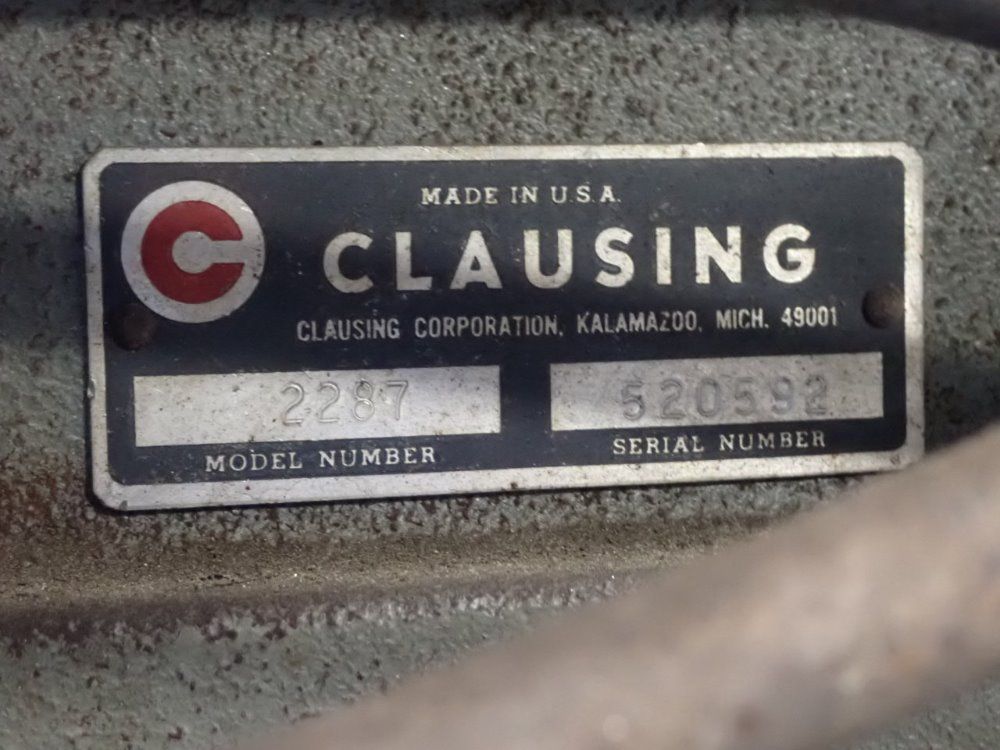 MADE IN U.S.A.
CLAUSING
CLAUSING CORPORATION, KALAMAZOO, MICH. 49001
2287 520592
MODEL NUMBER SERIAL NUMBER